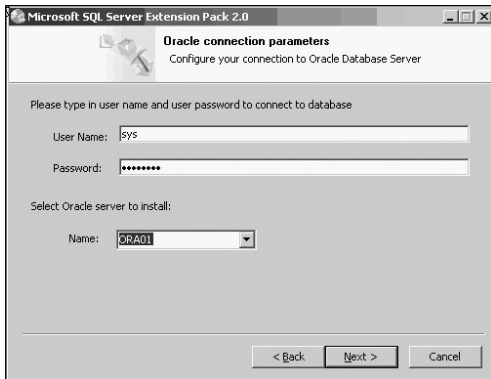 Microsoft SQL Server Extension Pack 2.0
Oracle connection parameters
Configure your connection to Oracle Database Server
Please type in user name and user password to connect to database
User Name: sys
Password: ••••••••
Select Oracle server to install:
Name: ORA01
< Back Next > Cancel